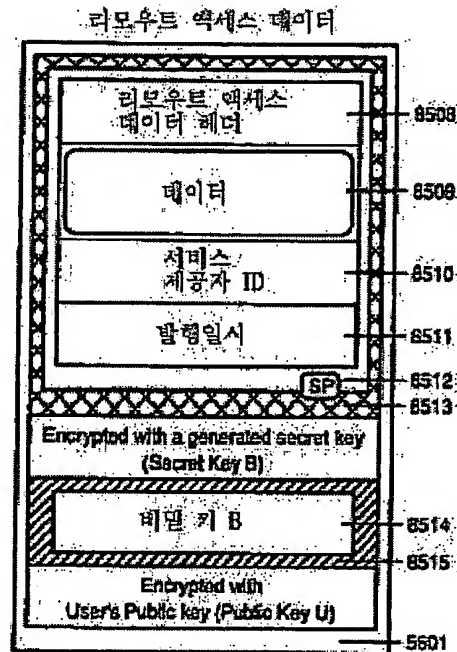 리모우트 액세스 데이터
리모우트 액세스
데이터 헤더
8508
데이터
8509
서비스
제공자 ID
8510
발행일시
8511
SP
8512
8513
Encrypted with a generated secret key
(Secret Key B)
비밀 키 B
8514
8515
Encrypted with
User's Public key (Public Key U)
5601